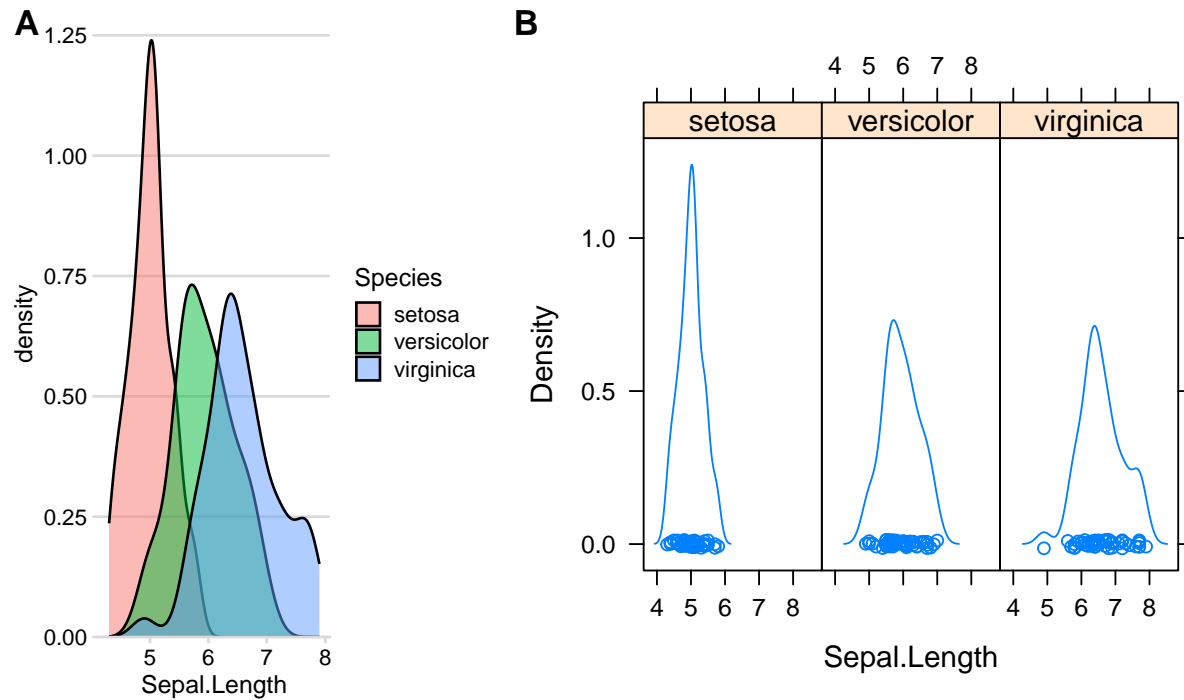 A
1.25
1.00
0.75
0.50
0.25
0.00
density
5 6 7 8
Sepal.Length
Species
setosa
versicolor
virginica
B
4 5 6 7 8
setosa versicolor virginica
1.0
0.5
0.0
Density
4 5 6 7 8 4 5 6 7 8
Sepal.Length